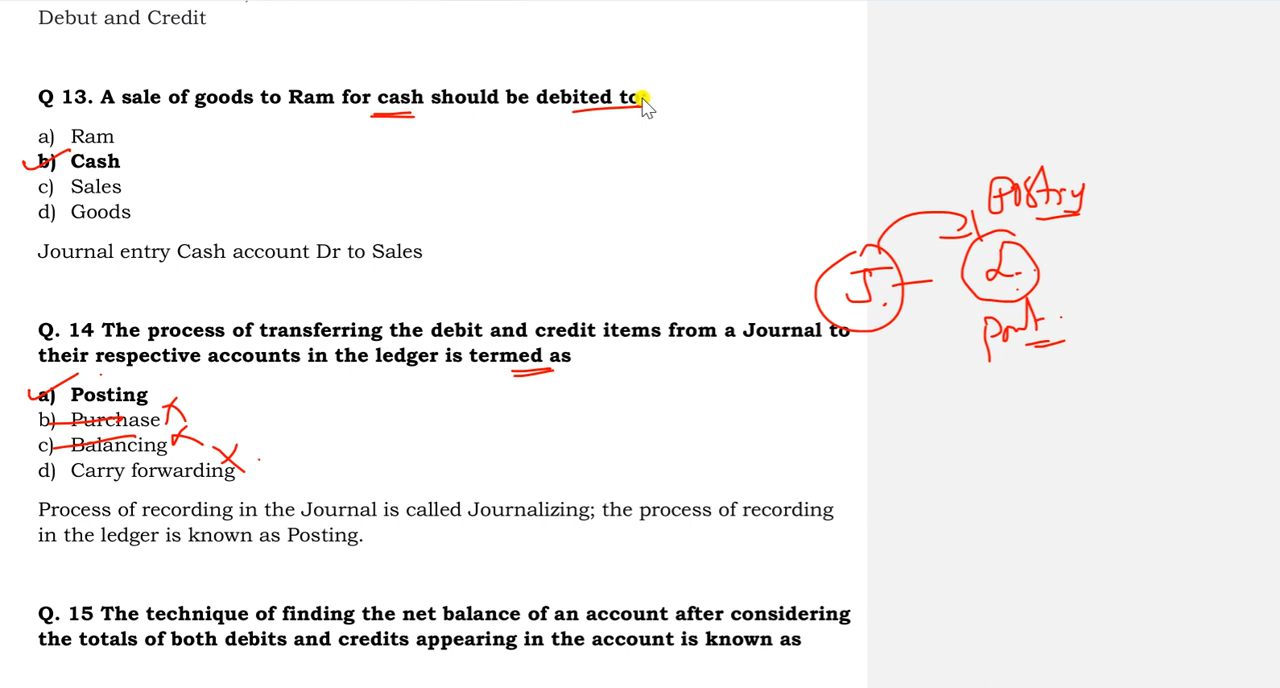 Debut and Credit
Q 13. A sale of goods to Ram for cash should be debited to
a) Ram
b) Cash
c) Sales
d) Goods
Journal entry Cash account Dr to Sales
Q. 14 The process of transferring the debit and credit items from a Journal to
their respective accounts in the ledger is termed as
a) Posting
b) Purchase
c) Balancing
d) Carry forwarding
Process of recording in the Journal is called Journalizing; the process of recording
in the ledger is known as Posting.
Q. 15 The technique of finding the net balance of an account after considering
the totals of both debits and credits appearing in the account is known as
J.
L.